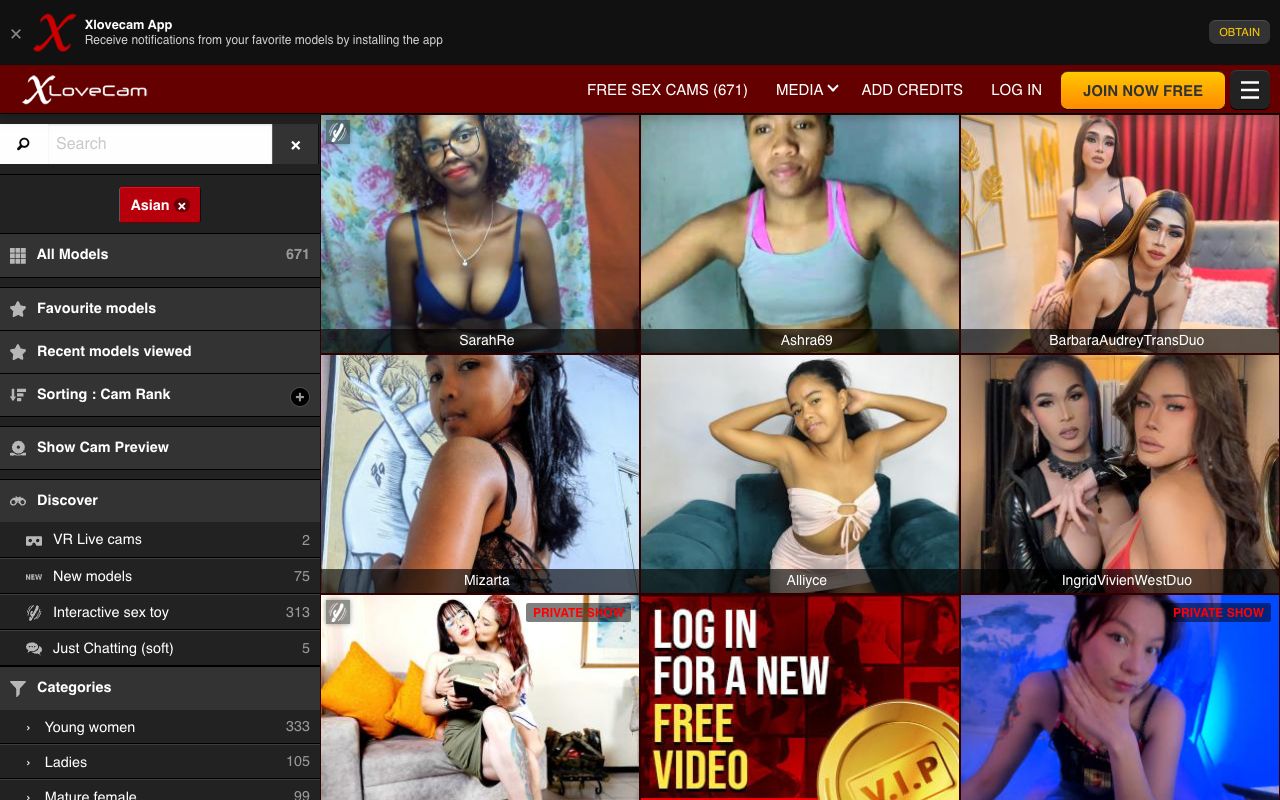 Xlovecam App
Receive notifications from your favorite models by installing the app
OBTAIN
XLoveCam
FREE SEX CAMS (671)
MEDIA
ADD CREDITS
LOG IN
JOIN NOW FREE
Search
Asian
All Models 671
Favourite models
Recent models viewed
Sorting : Cam Rank
Show Cam Preview
Discover
VR Live cams 2
NEW New models 75
Interactive sex toy 313
Just Chatting (soft) 5
Categories
Young women 333
Ladies 105
Mature female 99
SarahRe
Ashra69
BarbaraAudreyTransDuo
Mizarta
Alliyce
IngridVivienWestDuo
PRIVATE SHOW
LOG IN
FOR A NEW
FREE
VIDEO
V.I.P
PRIVATE SHOW